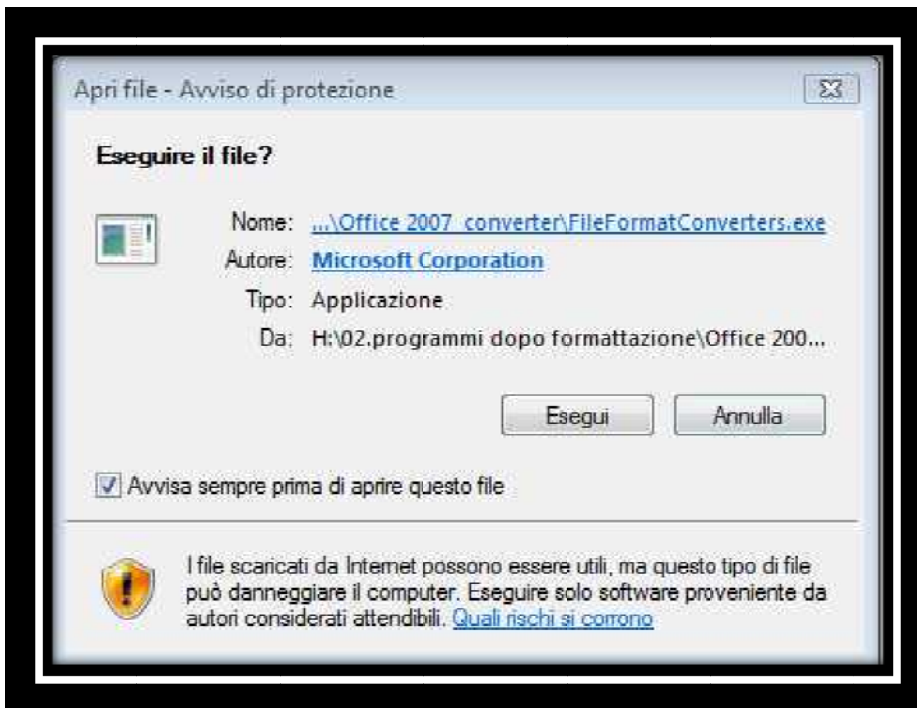 Apri file - Avviso di protezione
Eseguire il file?
Nome: ...\Office 2007 converter\FileFormatConverters.exe
Autore: Microsoft Corporation
Tipo: Applicazione
Da: H:\02.programmi dopo formattazione\Office 200...
Esegui Annulla
Avvisa sempre prima di aprire questo file
I file scaricati da Internet possono essere utili, ma questo tipo di file
può danneggiare il computer. Eseguire solo software proveniente da
autori considerati attendibili. Quali rischi si corrono